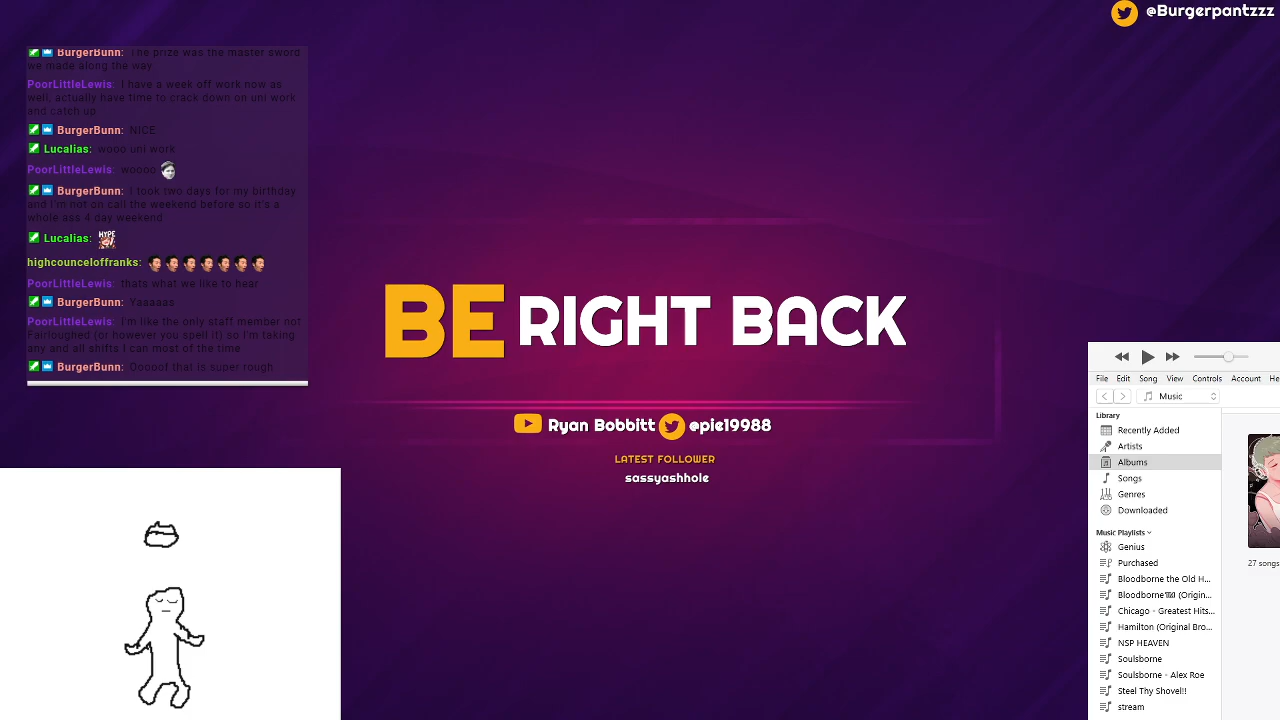 @Burgerpantzzz
BurgerBunn: The prize was the master sword
we made along the way
PoorLittleLewis: I have a week off work now as
well, actually have time to crack down on uni work
and catch up
BurgerBunn: NICE
Lucalias: wooo uni work
PoorLittleLewis: woooo
BurgerBunn: I took two days for my birthday
and I'm not on call the weekend before so it's a
whole ass 4 day weekend
Lucalias: HYPE
highcounceloffranks:
PoorLittleLewis: thats what we like to hear
BurgerBunn: Yaaaaas
PoorLittleLewis: I'm like the only staff member not
Fairloughed (or however you spell it) so I'm taking
any and all shifts I can most of the time
BurgerBunn: Ooooof that is super rough
BE RIGHT BACK
Ryan Bobbitt @pie19988
LATEST FOLLOWER
sassyashhole
File Edit Song View Controls Account He
Music
Library
Recently Added
Artists
Albums
Songs
Genres
Downloaded
Music Playlists
Genius
Purchased
Bloodborne the Old H...
Bloodborne™ (Origin...
Chicago - Greatest Hits...
Hamilton (Original Bro...
NSP HEAVEN
Soulsborne
Soulsborne - Alex Roe
Steel Thy Shovel!!
stream
27 songs